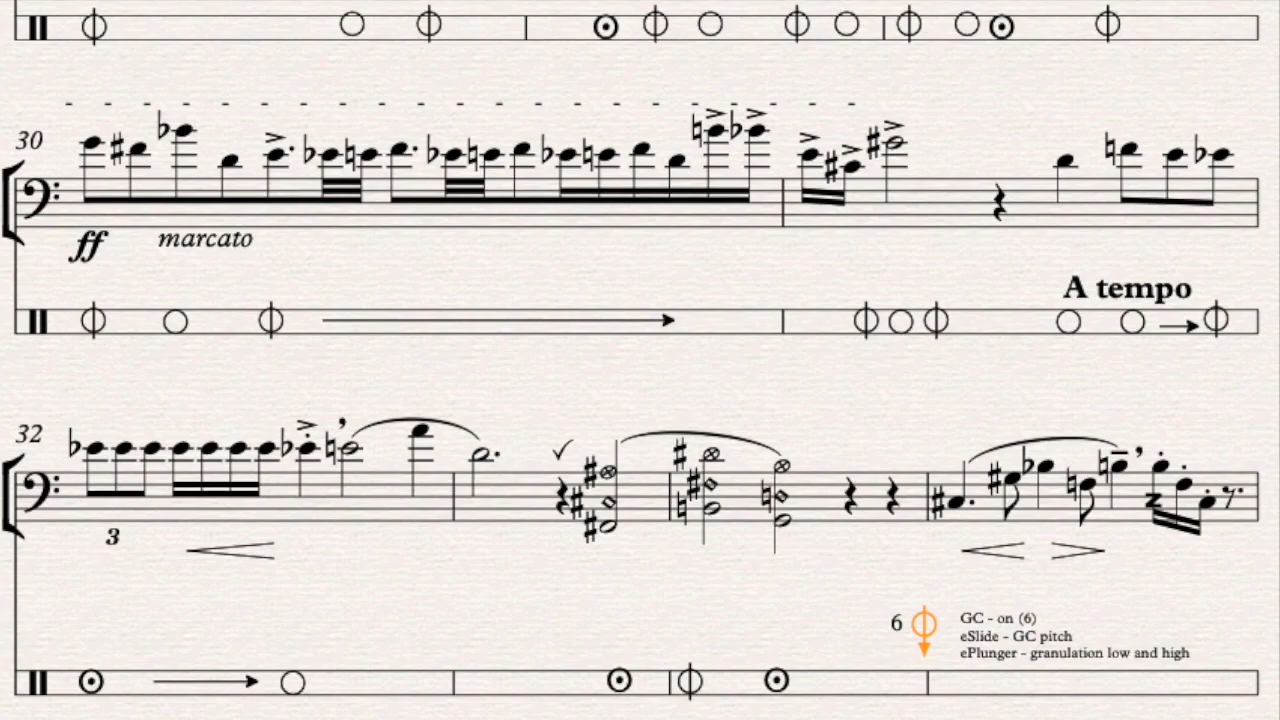 30
ff marcato
A tempo
32
3
6
GC - on (6)
eSlide - GC pitch
ePlunger - granulation low and high